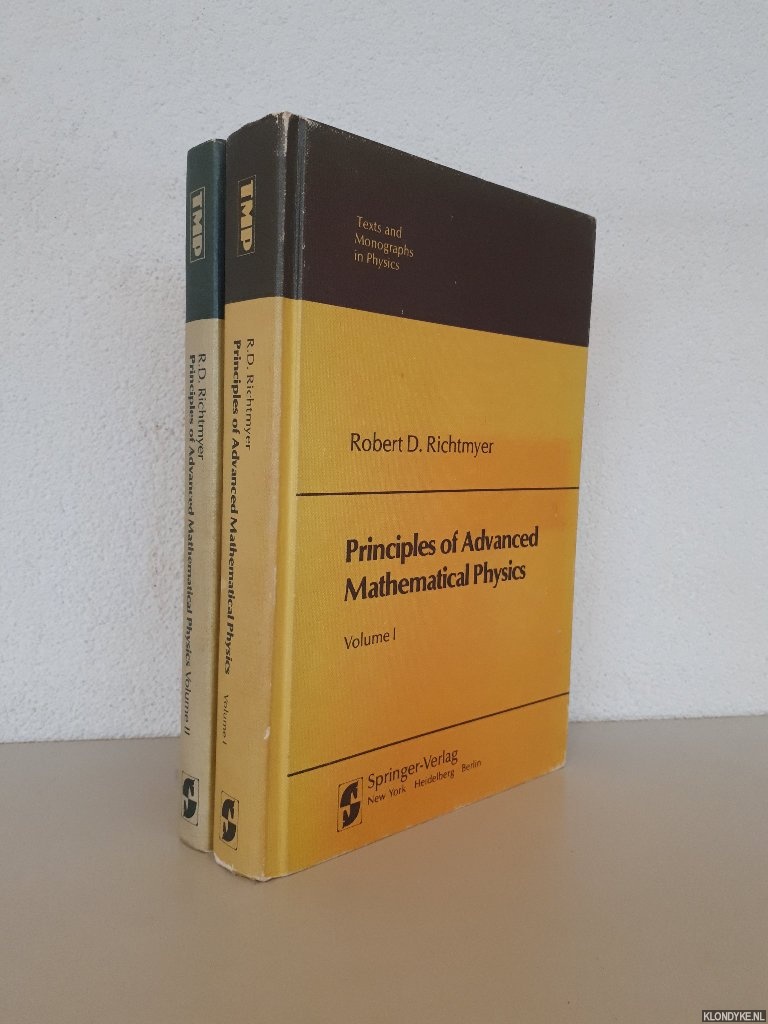 TMP
R.D. Richtmyer
Principles of Advanced Mathematical Physics Volume II
TMP
R.D. Richtmyer
Principles of Advanced Mathematical Physics Volume I
Texts and
Monographs
in Physics
Robert D. Richtmyer
Principles of Advanced
Mathematical Physics
Volume I
Springer-Verlag
New York Heidelberg Berlin
KLONDYKE.NL